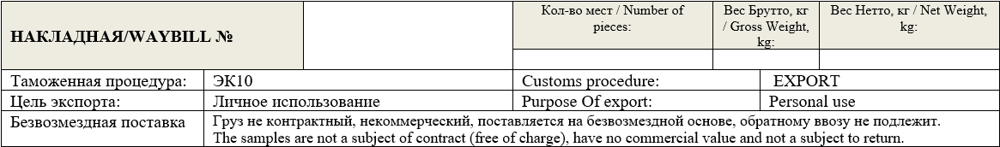 НАКЛАДНАЯ/WAYBILL №
Кол-во мест / Number of
pieces:
Вес Брутто, кг
/ Gross Weight,
kg:
Вес Нетто, кг / Net Weight,
kg:
Таможенная процедура: ЭК10 Customs procedure: EXPORT
Цель экспорта: Личное использование Purpose Of export: Personal use
Безвозмездная поставка Груз не контрактный, некоммерческий, поставляется на безвозмездной основе, обратному ввозу не подлежит.
The samples are not a subject of contract (free of charge), have no commercial value and not a subject to return.